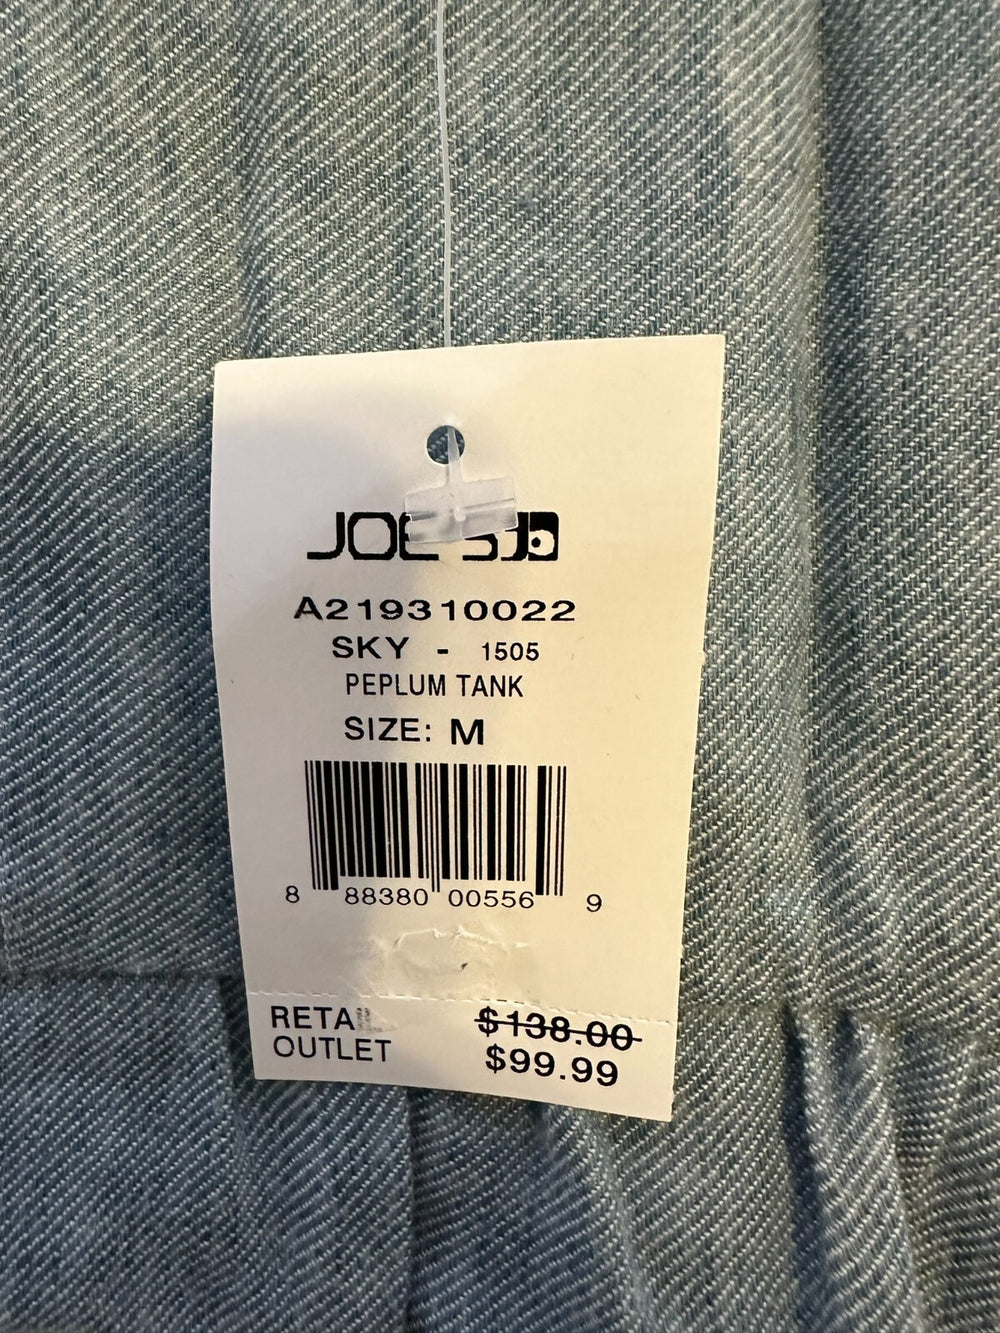 JOE'S
A219310022
SKY - 1505
PEPLUM TANK
SIZE: M
8 88380 00556 9
RETAIL $138.00
OUTLET $99.99